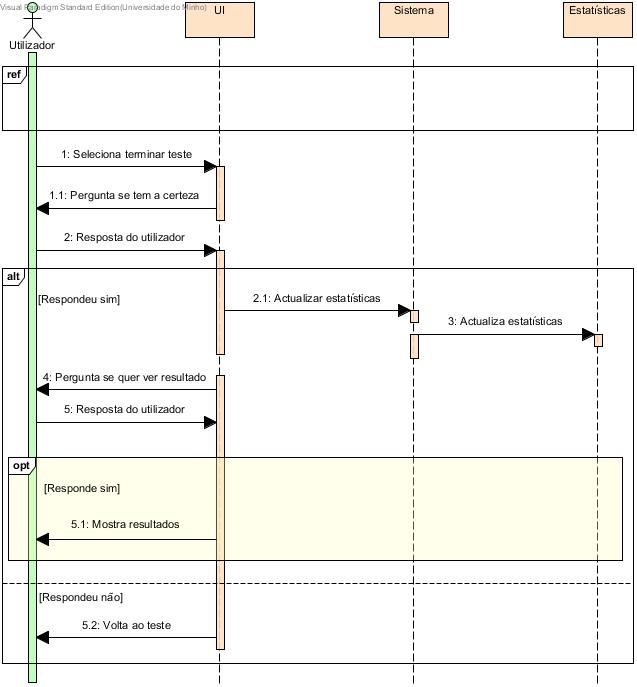 Visual Paradigm Standard Edition(Universidade do Minho)
UI
Sistema
Estatísticas
Utilizador
ref
1: Seleciona terminar teste
1.1: Pergunta se tem a certeza
2: Resposta do utilizador
alt
[Respondeu sim]
2.1: Actualizar estatísticas
3: Actualiza estatísticas
4: Pergunta se quer ver resultado
5: Resposta do utilizador
opt
[Responde sim]
5.1: Mostra resultados
[Respondeu não]
5.2: Volta ao teste